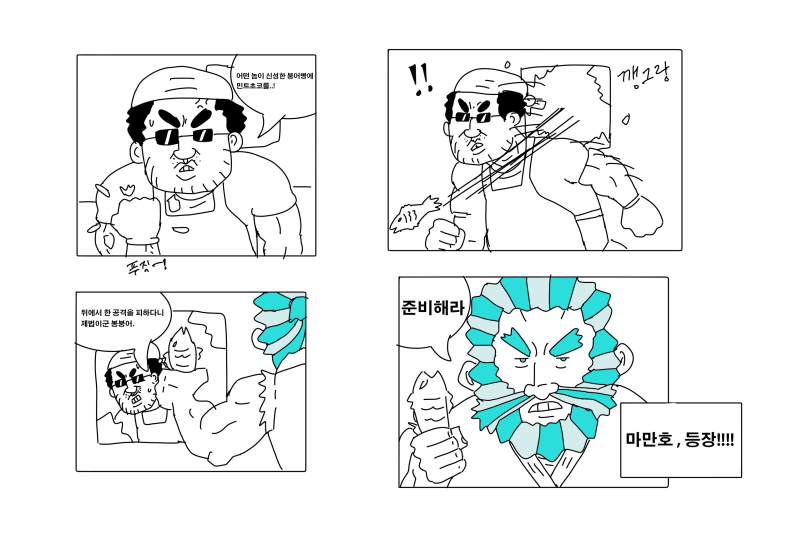 어떤 놈이 신성한 붕어빵에
민트초코를..!
푸짐어!
!!
깽그랑
뒤에서 한 공격을 피하다니
제법이군 붕붕어.
준비해라
마만호 , 등장!!!!